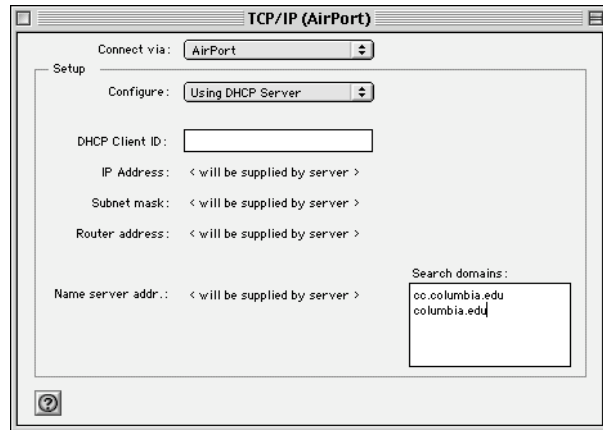 TCP/IP (AirPort)
Connect via: AirPort
Setup
Configure: Using DHCP Server
DHCP Client ID:
IP Address: < will be supplied by server >
Subnet mask: < will be supplied by server >
Router address: < will be supplied by server >
Search domains:
Name server addr.: < will be supplied by server >
cc.columbia.edu
columbia.edu
?